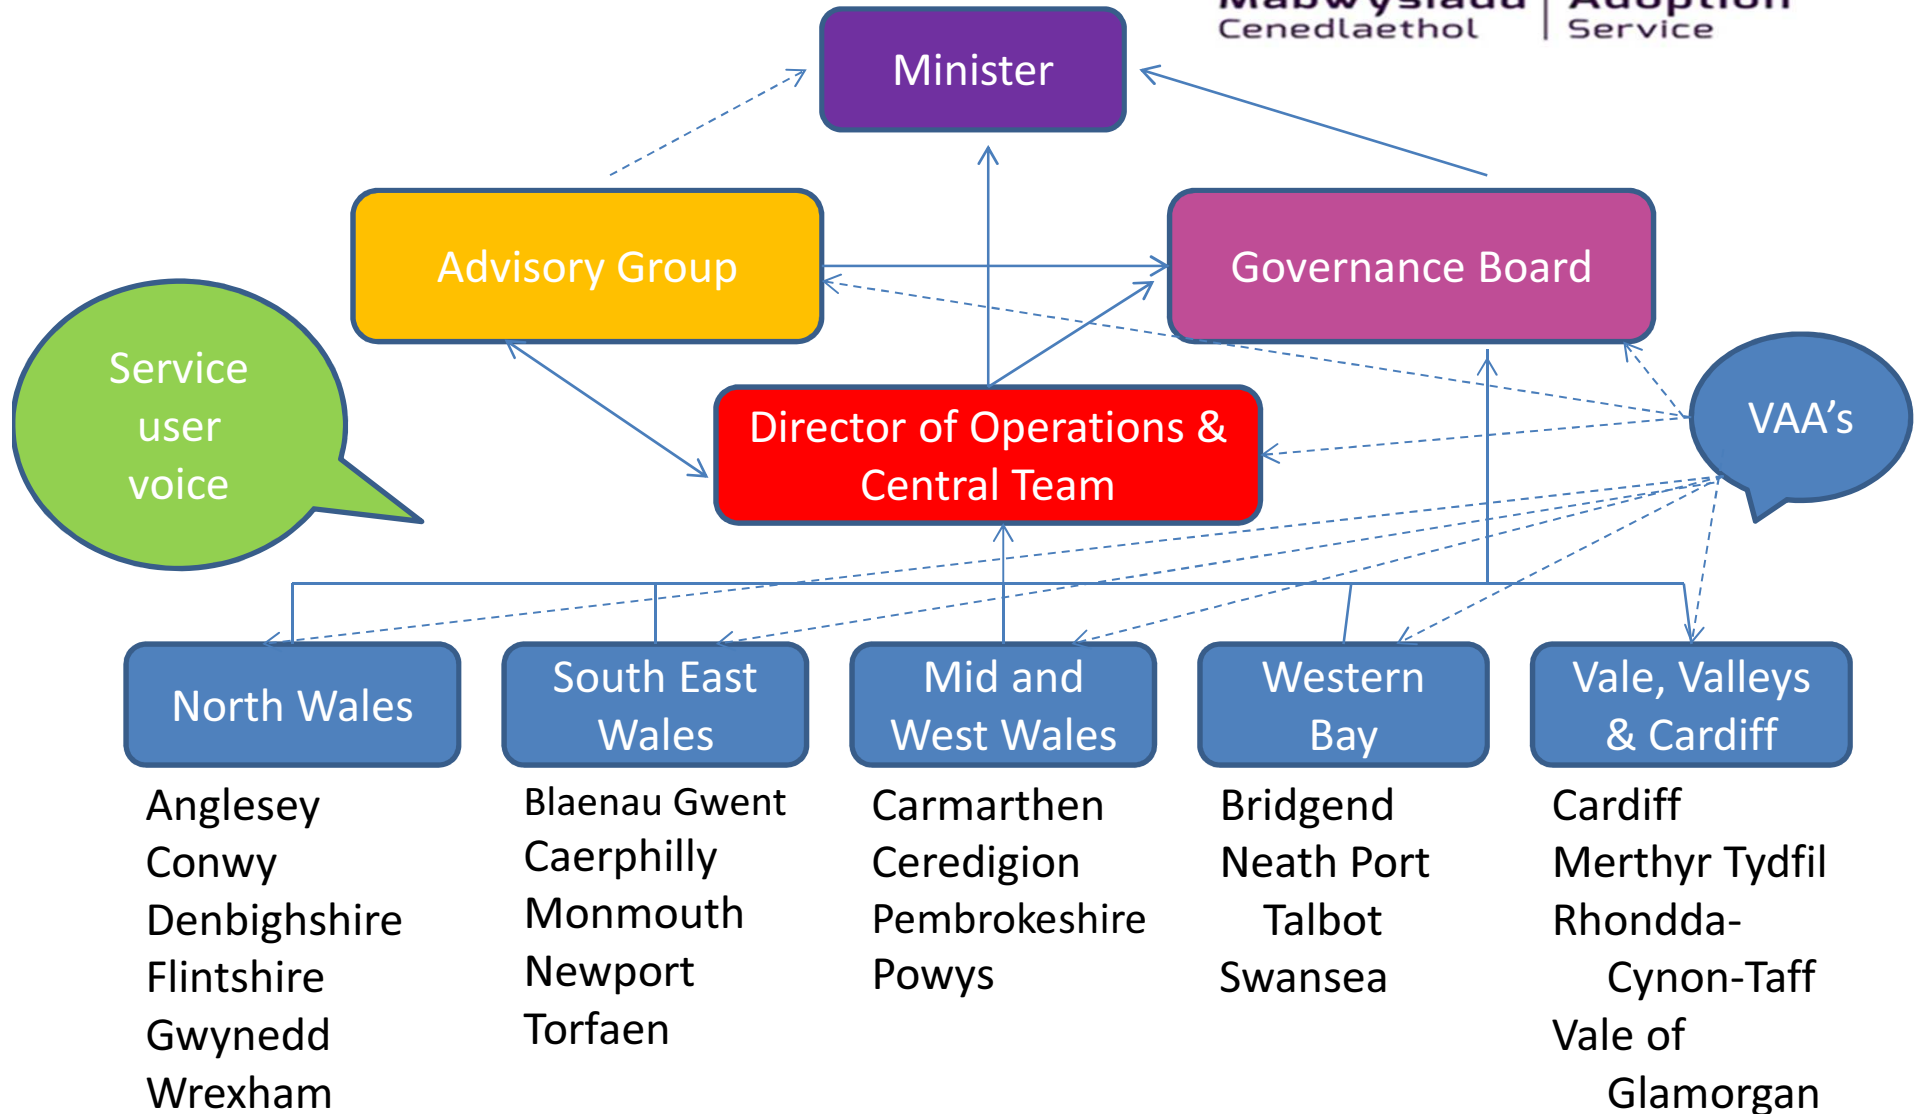 Mabwysiadu Adoption
Cenedlaethol Service
Minister
Advisory Group
Governance Board
Service
user
voice
Director of Operations &
Central Team
VAA's
North Wales
South East
Wales
Mid and
West Wales
Western
Bay
Vale, Valleys
& Cardiff
Anglesey
Conwy
Denbighshire
Flintshire
Gwynedd
Wrexham
Blaenau Gwent
Caerphilly
Monmouth
Newport
Torfaen
Carmarthen
Ceredigion
Pembrokeshire
Powys
Bridgend
Neath Port
Talbot
Swansea
Cardiff
Merthyr Tydfil
Rhondda-
Cynon-Taff
Vale of
Glamorgan